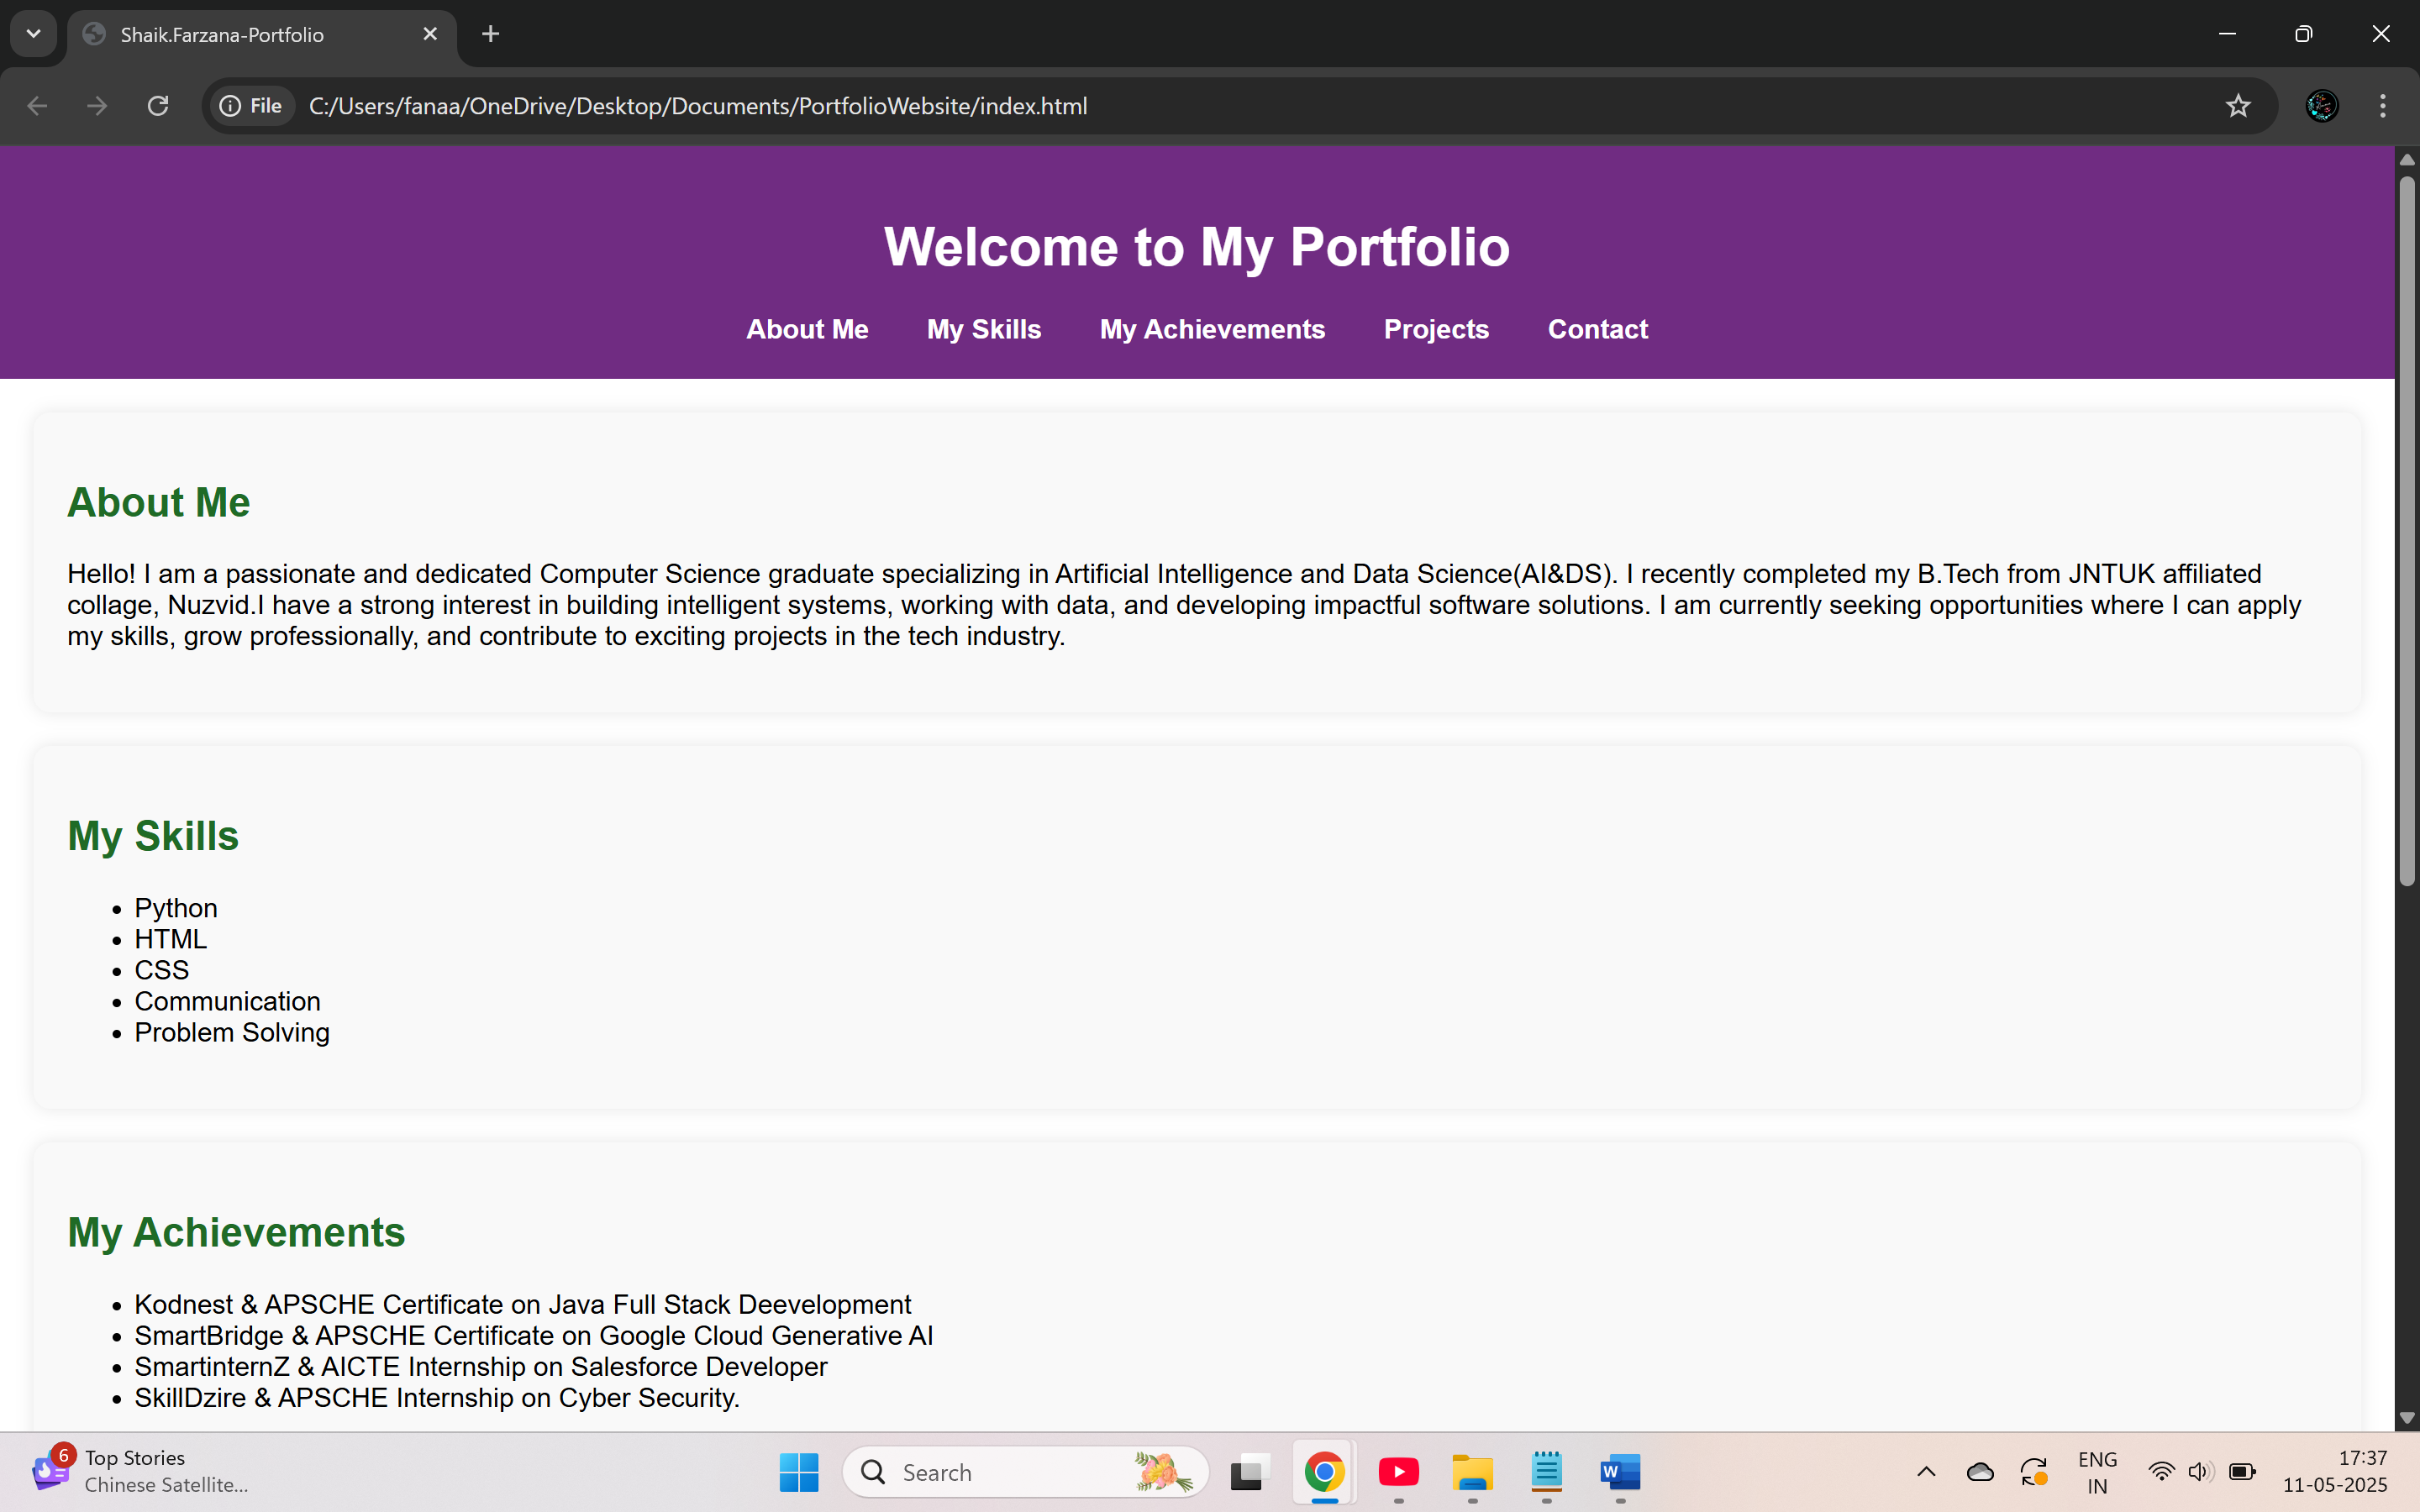 Shaik.Farzana-Portfolio
File
C:/Users/fanaa/OneDrive/Desktop/Documents/PortfolioWebsite/index.html
Welcome to My Portfolio
About Me My Skills My Achievements Projects Contact
About Me
Hello! I am a passionate and dedicated Computer Science graduate specializing in Artificial Intelligence and Data Science(AI&DS). I recently completed my B.Tech from JNTUK affiliated
collage, Nuzvid.I have a strong interest in building intelligent systems, working with data, and developing impactful software solutions. I am currently seeking opportunities where I can apply
my skills, grow professionally, and contribute to exciting projects in the tech industry.
My Skills
• Python
• HTML
• CSS
• Communication
• Problem Solving
My Achievements
• Kodnest & APSCHE Certificate on Java Full Stack Deevelopment
• SmartBridge & APSCHE Certificate on Google Cloud Generative AI
• SmartinternZ & AICTE Internship on Salesforce Developer
• SkillDzire & APSCHE Internship on Cyber Security.
6
Top Stories
Chinese Satellite...
Search
W
ENG
IN
17:37
11-05-2025